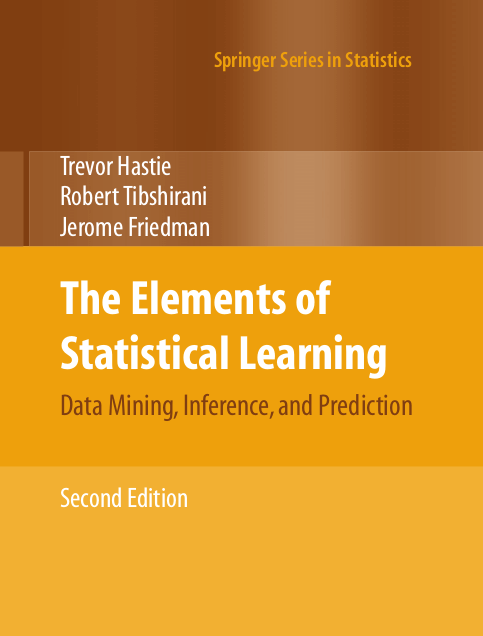 Springer Series in Statistics
Trevor Hastie
Robert Tibshirani
Jerome Friedman
The Elements of
Statistical Learning
Data Mining, Inference, and Prediction
Second Edition